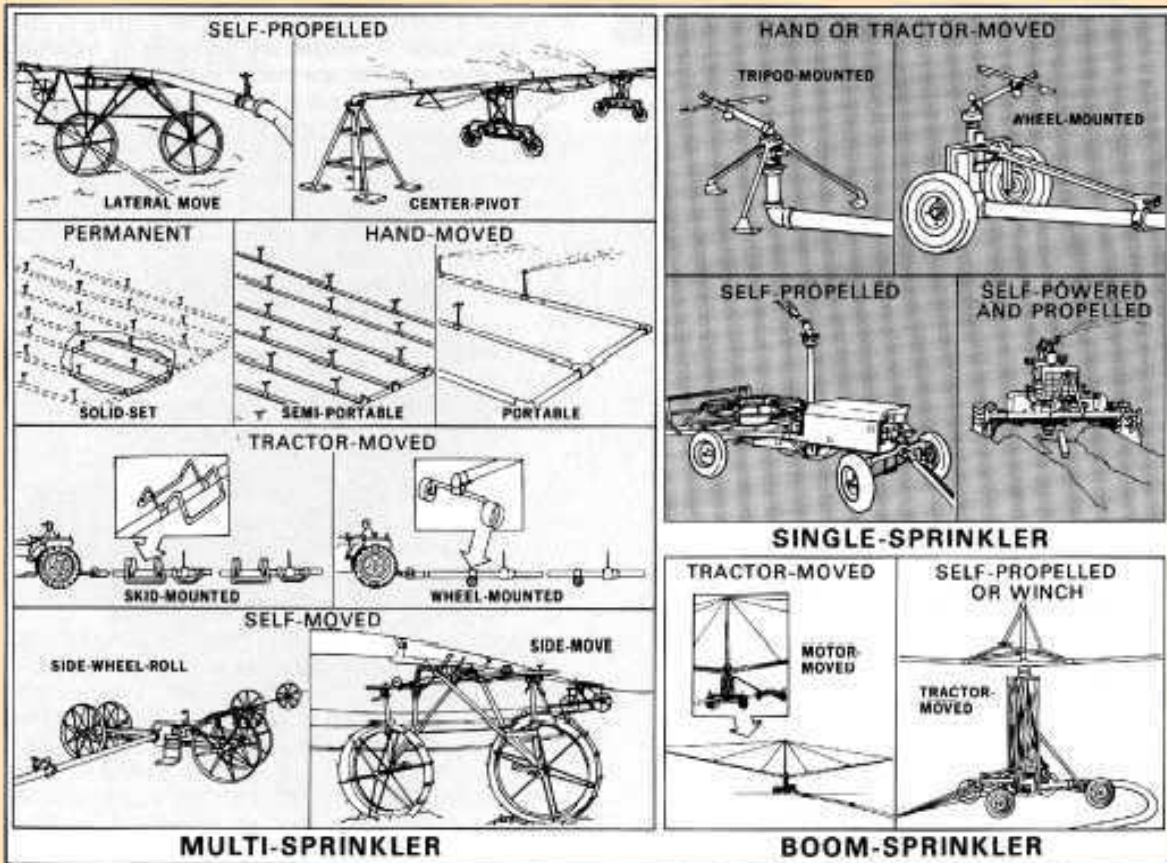 SELF-PROPELLED
LATERAL MOVE
CENTER-PIVOT
PERMANENT
HAND-MOVED
SOLID-SET
SEMI-PORTABLE
PORTABLE
TRACTOR-MOVED
SKID-MOUNTED
WHEEL-MOUNTED
SELF-MOVED
SIDE-WHEEL-ROLL
SIDE-MOVE
MULTI-SPRINKLER
HAND OR TRACTOR-MOVED
TRIPOD-MOUNTED
WHEEL-MOUNTED
SELF-PROPELLED
SELF-POWERED
AND PROPELLED
SINGLE-SPRINKLER
TRACTOR-MOVED
MOTOR-
MOVED
SELF-PROPELLED
OR WINCH
TRACTOR-
MOVED
BOOM-SPRINKLER